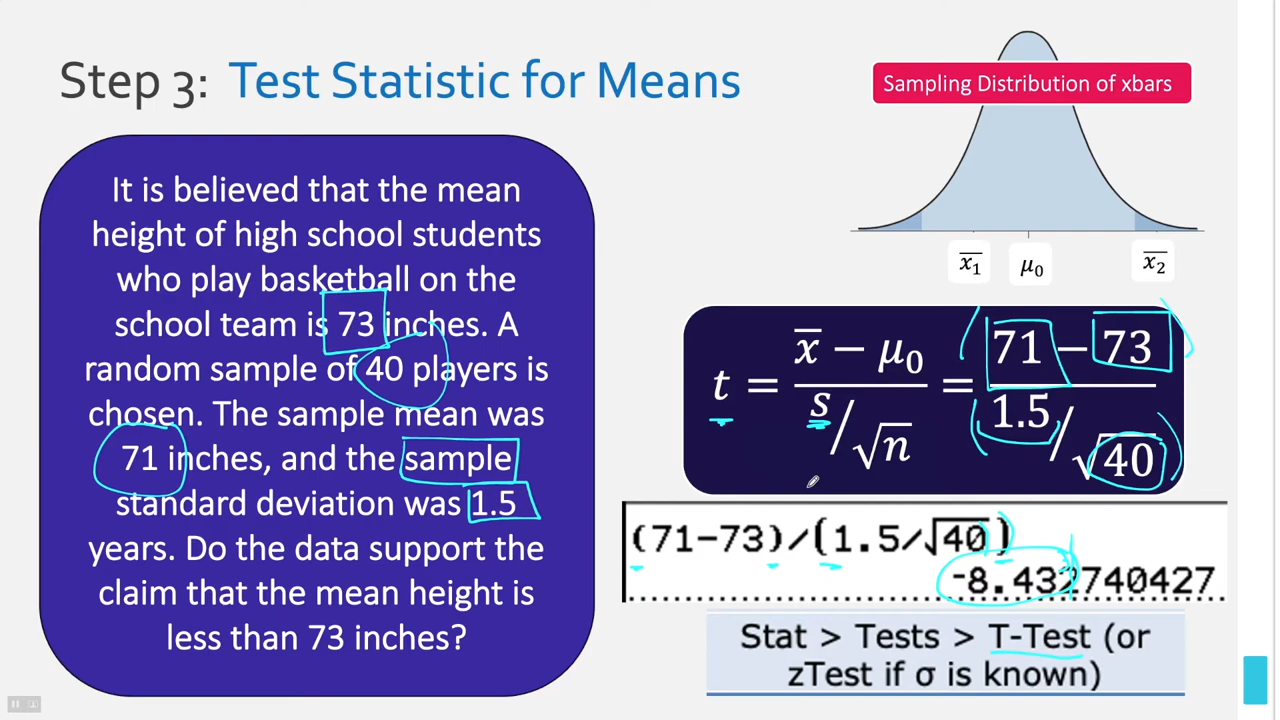 Step 3: Test Statistic for Means
Sampling Distribution of xbars
It is believed that the mean
height of high school students
who play basketball on the
school team is 73 inches. A
random sample of 40 players is
chosen. The sample mean was
71 inches, and the sample
standard deviation was 1.5
years. Do the data support the
claim that the mean height is
less than 73 inches?
x̅₁ μ₀ x̅₂
t = (x̅ − μ₀) / (s/√n) = (71 − 73) / (1.5/√40)
(71-73)/(1.5/√40)
-8.432740427
Stat > Tests > T-Test (or
zTest if σ is known)